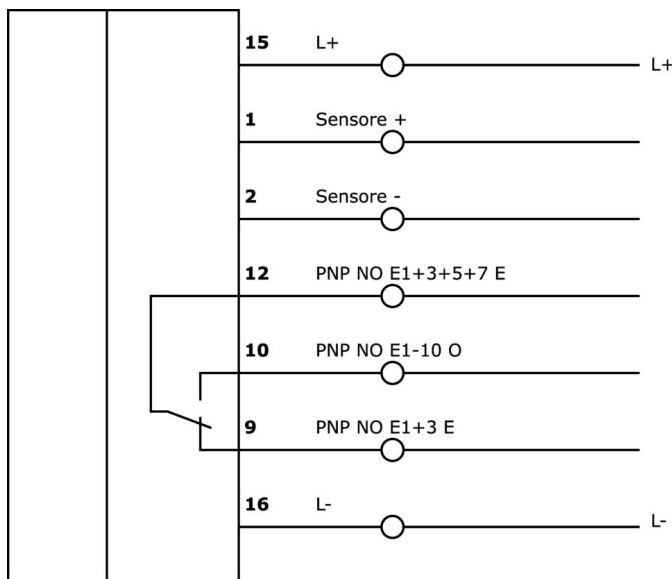 15 L+
L+
1 Sensore +
2 Sensore -
12 PNP NO E1+3+5+7 E
10 PNP NO E1-10 O
9 PNP NO E1+3 E
16 L-
L-